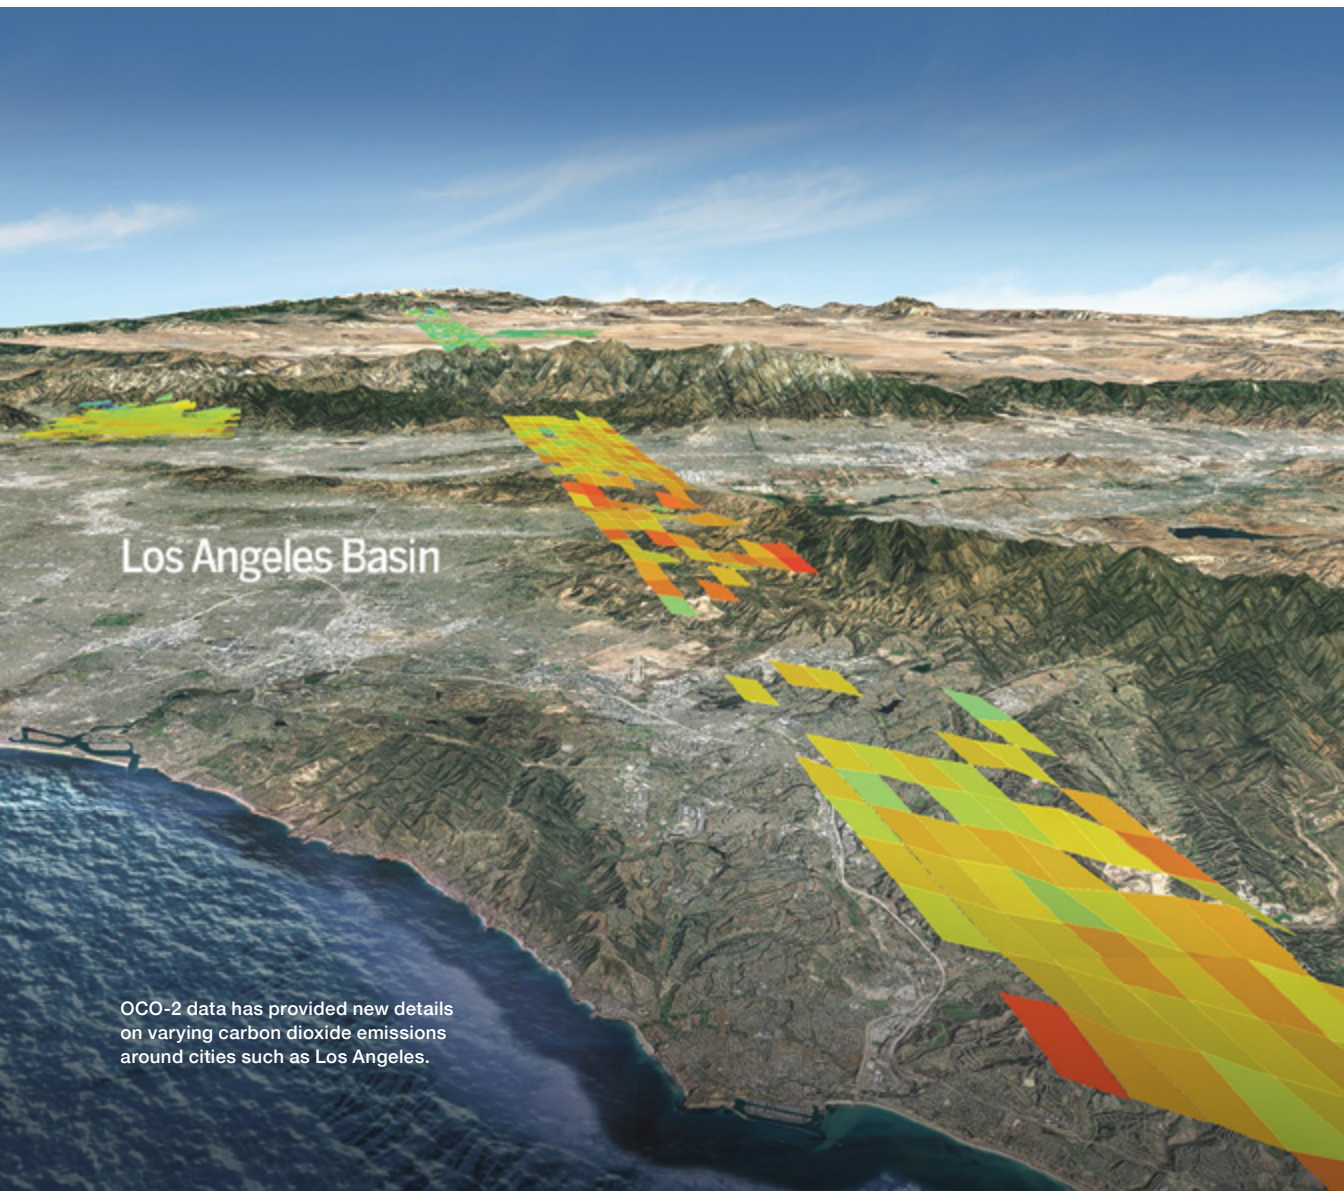 Los Angeles Basin
OCO-2 data has provided new details
on varying carbon dioxide emissions
around cities such as Los Angeles.